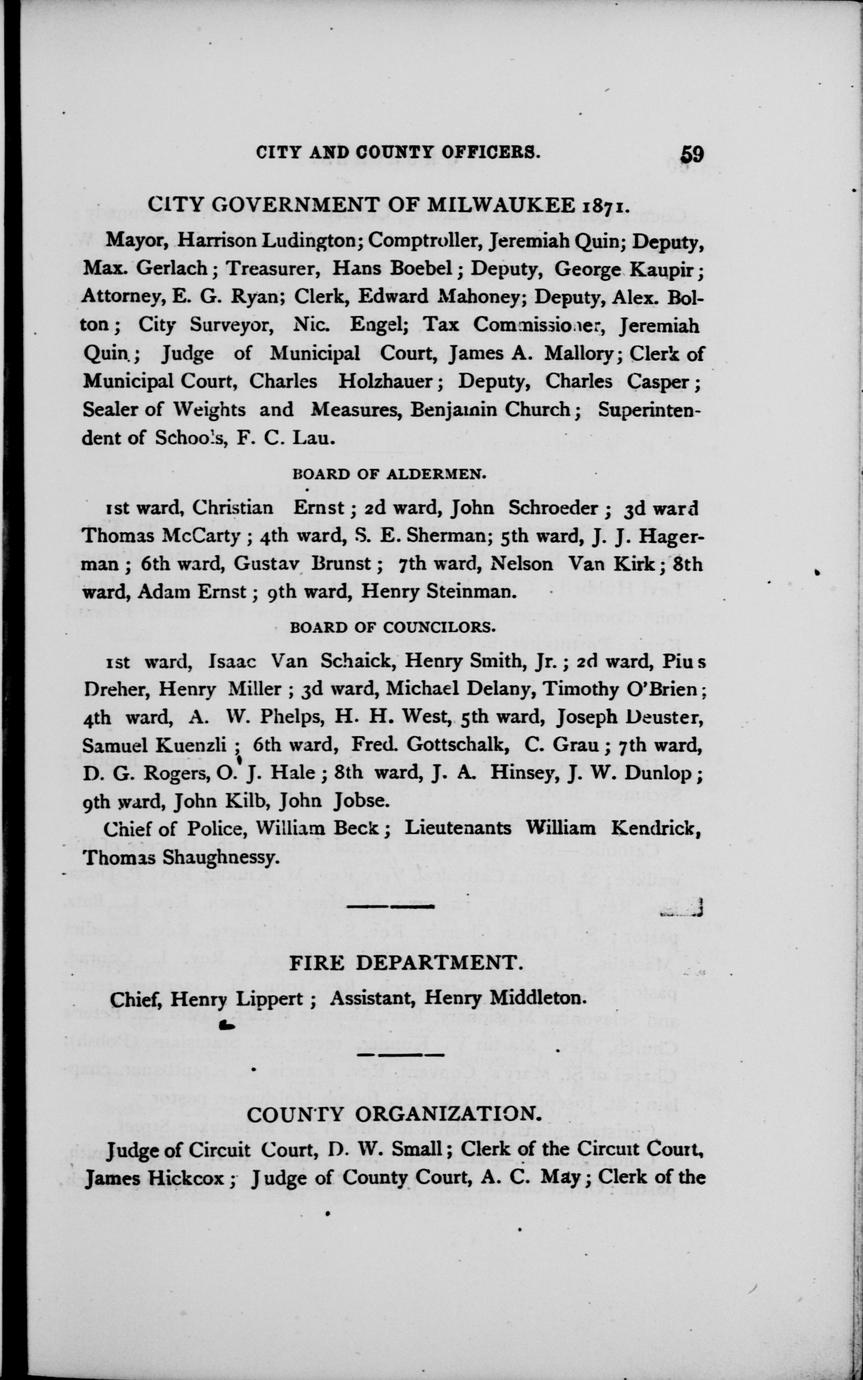 CITY AND COUNTY OFFICERS. 59
CITY GOVERNMENT OF MILWAUKEE 1871.
Mayor, Harrison Ludington; Comptroller, Jeremiah Quin; Deputy,
Max. Gerlach; Treasurer, Hans Boebel; Deputy, George Kaupir;
Attorney, E. G. Ryan; Clerk, Edward Mahoney; Deputy, Alex. Bol-
ton; City Surveyor, Nic. Engel; Tax Commissioner, Jeremiah
Quin; Judge of Municipal Court, James A. Mallory; Clerk of
Municipal Court, Charles Holzhauer; Deputy, Charles Casper;
Sealer of Weights and Measures, Benjamin Church; Superinten-
dent of Schools, F. C. Lau.
BOARD OF ALDERMEN.
1st ward, Christian Ernst; 2d ward, John Schroeder; 3d ward
Thomas McCarty; 4th ward, S. E. Sherman; 5th ward, J. J. Hager-
man; 6th ward, Gustav Brunst; 7th ward, Nelson Van Kirk; 8th
ward, Adam Ernst; 9th ward, Henry Steinman.
BOARD OF COUNCILORS.
1st ward, Isaac Van Schaick, Henry Smith, Jr.; 2d ward, Pius
Dreher, Henry Miller; 3d ward, Michael Delany, Timothy O'Brien;
4th ward, A. W. Phelps, H. H. West, 5th ward, Joseph Deuster,
Samuel Kuenzli; 6th ward, Fred. Gottschalk, C. Grau; 7th ward,
D. G. Rogers, O. J. Hale; 8th ward, J. A. Hinsey, J. W. Dunlop;
9th ward, John Kilb, John Jobse.
Chief of Police, William Beck; Lieutenants William Kendrick,
Thomas Shaughnessy.
FIRE DEPARTMENT.
Chief, Henry Lippert; Assistant, Henry Middleton.
COUNTY ORGANIZATION.
Judge of Circuit Court, D. W. Small; Clerk of the Circuit Court,
James Hickcox; Judge of County Court, A. C. May; Clerk of the